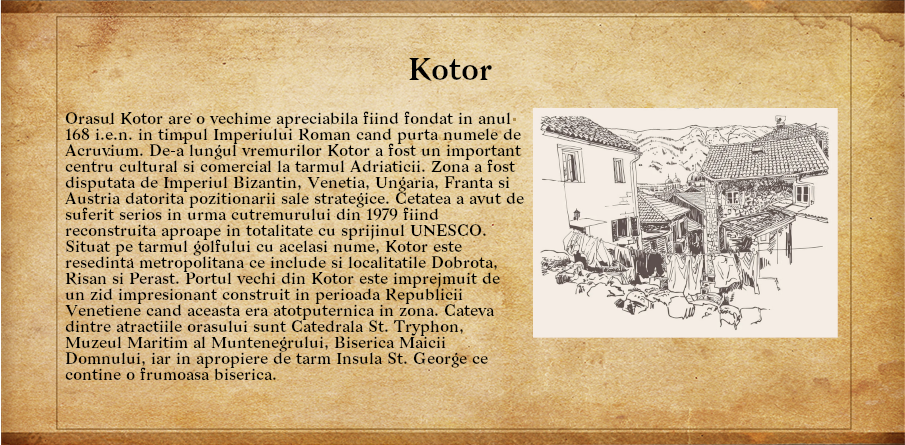 Kotor
Orasul Kotor are o vechime apreciabila fiind fondat in anul
168 i.e.n. in timpul Imperiului Roman cand purta numele de
Acruvium. De-a lungul vremurilor Kotor a fost un important
centru cultural si comercial la tarmul Adriaticii. Zona a fost
disputata de Imperiul Bizantin, Venetia, Ungaria, Franta si
Austria datorita pozitionarii sale strategice. Cetatea a avut de
suferit serios in urma cutremurului din 1979 fiind
reconstruita aproape in totalitate cu sprijinul UNESCO.
Situat pe tarmul golfului cu acelasi nume, Kotor este
resedinta metropolitana ce include si localitatile Dobrota,
Risan si Perast. Portul vechi din Kotor este imprejmuit de
un zid impresionant construit in perioada Republicii
Venetiene cand aceasta era atotputernica in zona. Cateva
dintre atractiile orasului sunt Catedrala St. Tryphon,
Muzeul Maritim al Muntenegrului, Biserica Maicii
Domnului, iar in apropiere de tarm Insula St. George ce
contine o frumoasa biserica.